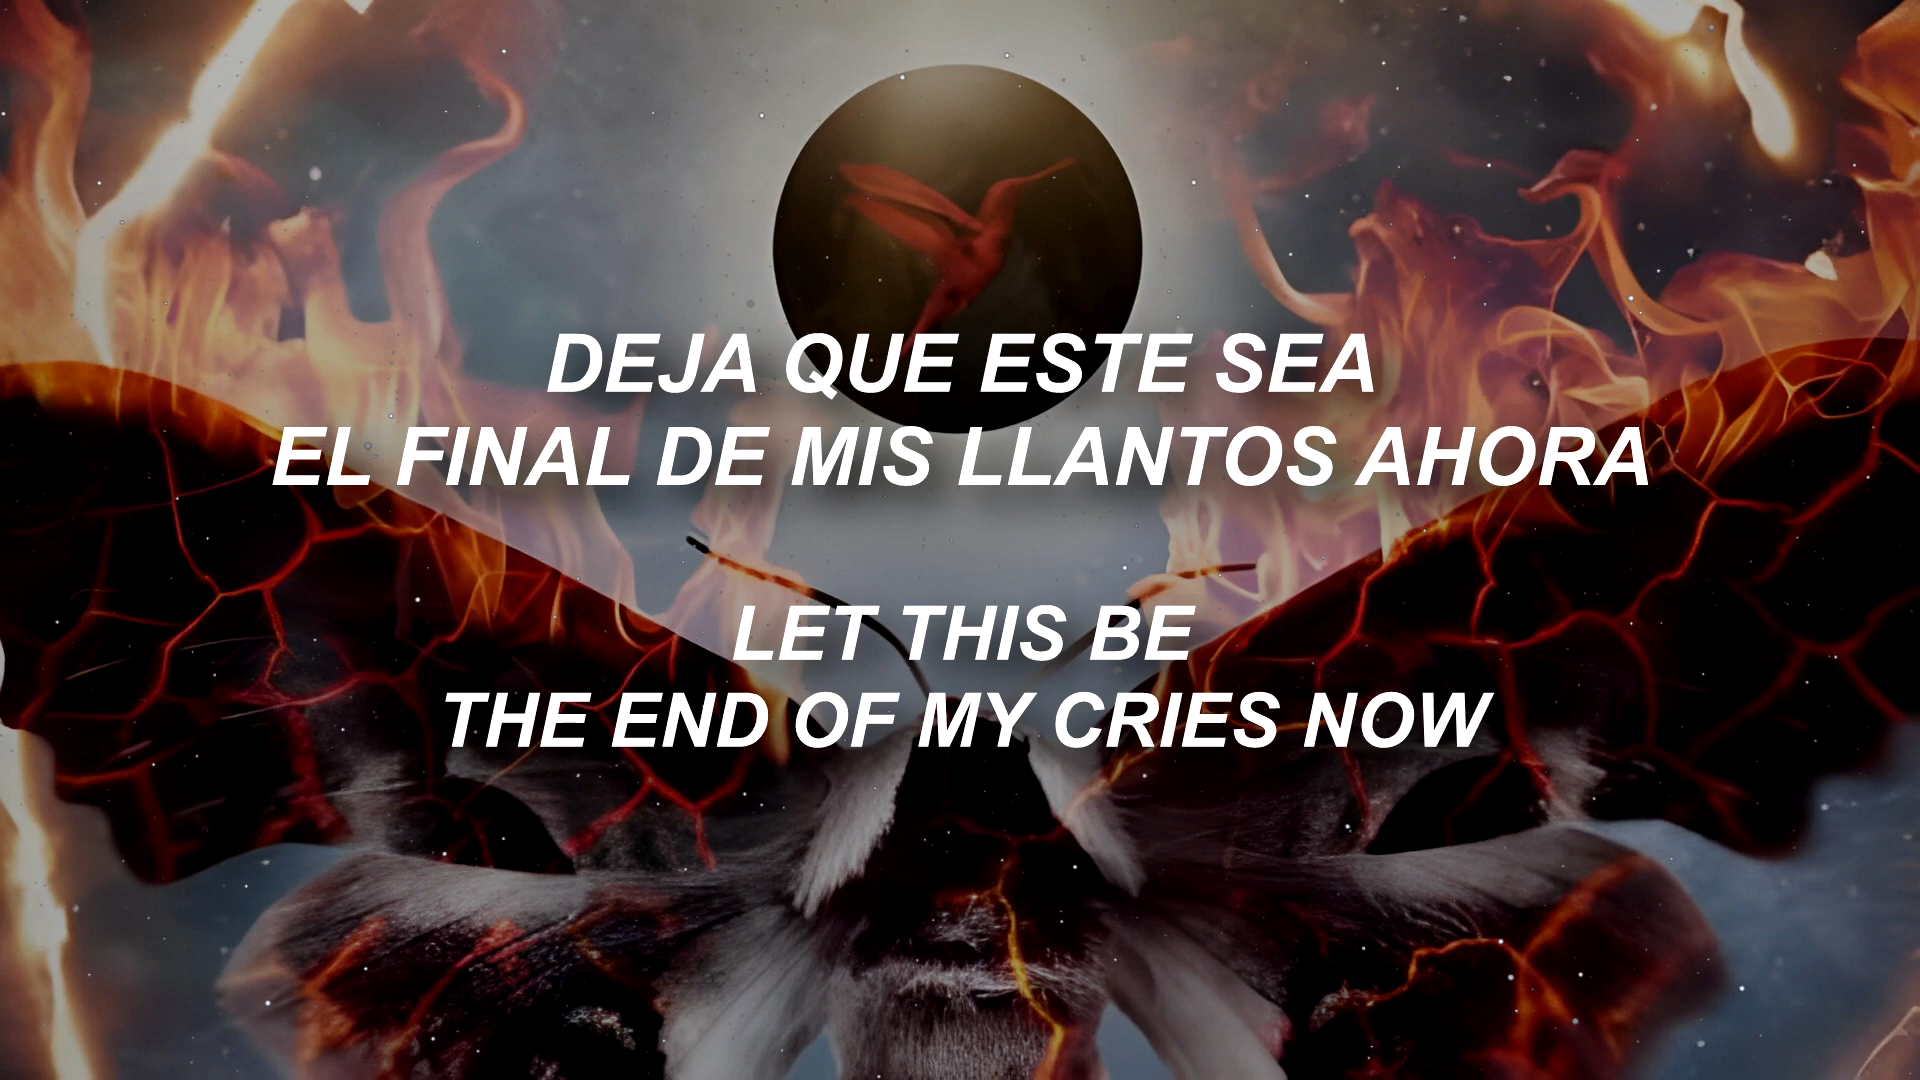 DEJA QUE ESTE SEA
EL FINAL DE MIS LLANTOS AHORA
LET THIS BE
THE END OF MY CRIES NOW